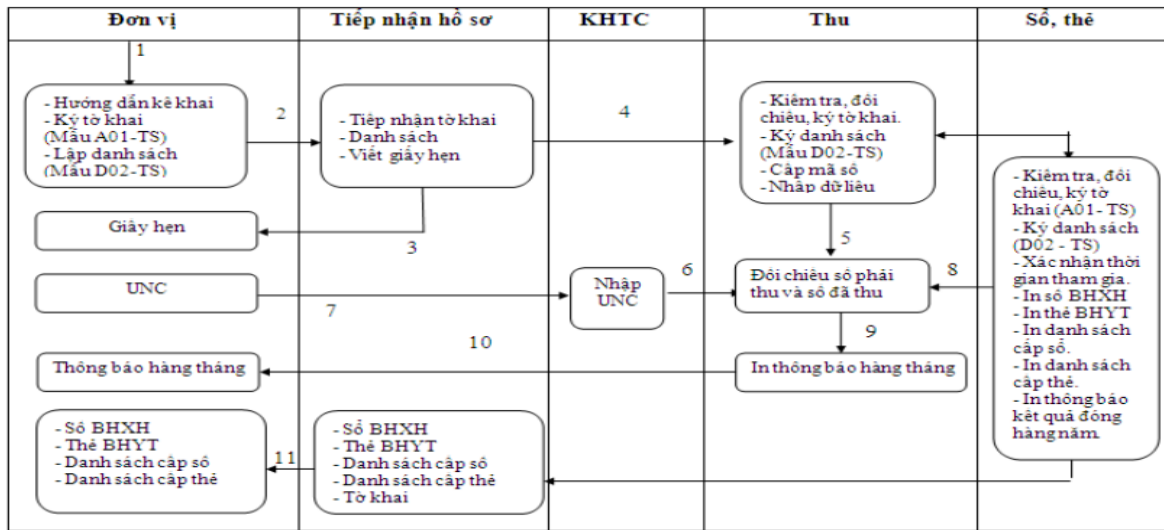 Đơn vị
Tiếp nhận hồ sơ
KHTC
Thu
Sổ, thẻ
1
- Hướng dẫn kê khai
- Ký tờ khai
(Mẫu A01-TS)
- Lập danh sách
(Mẫu D02-TS)
2
- Tiếp nhận tờ khai
- Danh sách
- Viết giấy hẹn
4
- Kiểm tra, đối
chiếu, ký tờ khai.
- Ký danh sách
(Mẫu D02-TS)
- Cấp mã số
- Nhập dữ liệu
- Kiểm tra, đối
chiếu, ký tờ
khai (A01- TS)
- Ký danh sách
(D02 - TS)
- Xác nhận thời
gian tham gia.
- In sổ BHXH
- In thẻ BHYT
- In danh sách
cấp sổ.
- In danh sách
cấp thẻ.
- In thông báo
kết quả đóng
hàng năm.
Giấy hẹn
3
5
UNC
7
Nhập
UNC
6
Đối chiếu số phải
thu và số đã thu
8
9
10
Thông báo hàng tháng
In thông báo hàng tháng
- Sổ BHXH
- Thẻ BHYT
- Danh sách cấp sổ
- Danh sách cấp thẻ
11
- Sổ BHXH
- Thẻ BHYT
- Danh sách cấp sổ
- Danh sách cấp thẻ
- Tờ khai